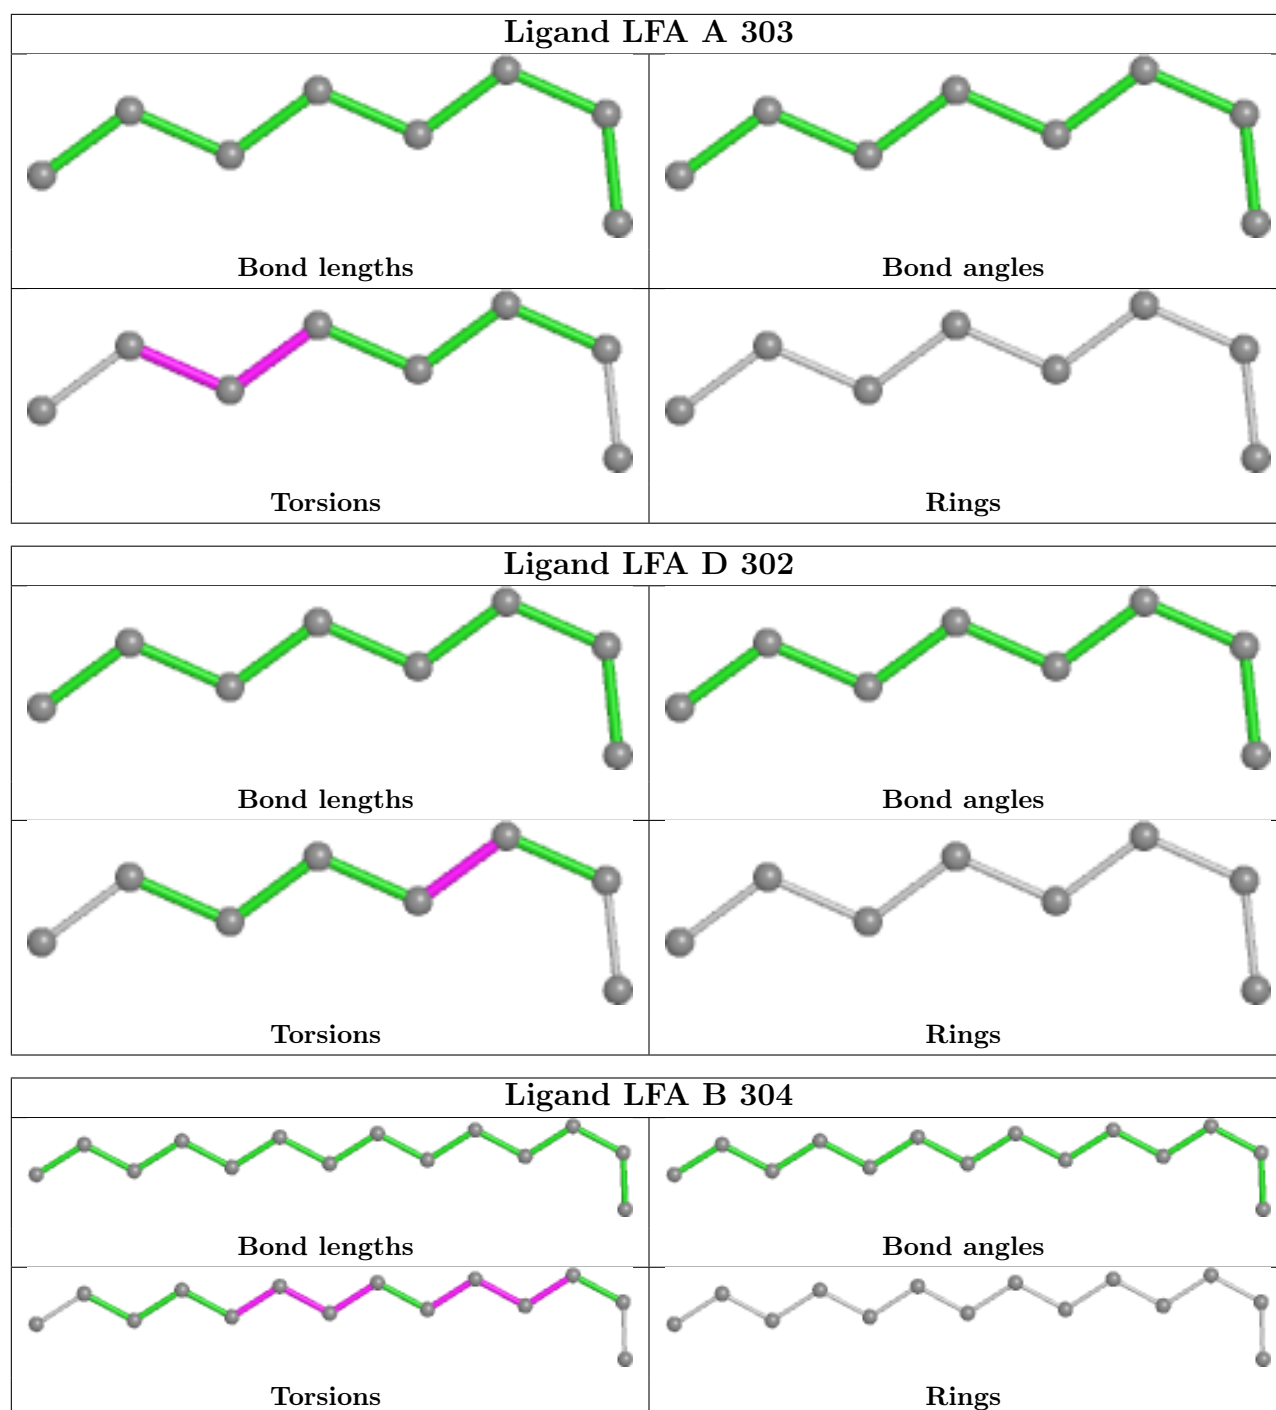 Ligand LFA A 303
Bond lengths
Bond angles
Torsions
Rings
Ligand LFA D 302
Bond lengths
Bond angles
Torsions
Rings
Ligand LFA B 304
Bond lengths
Bond angles
Torsions
Rings